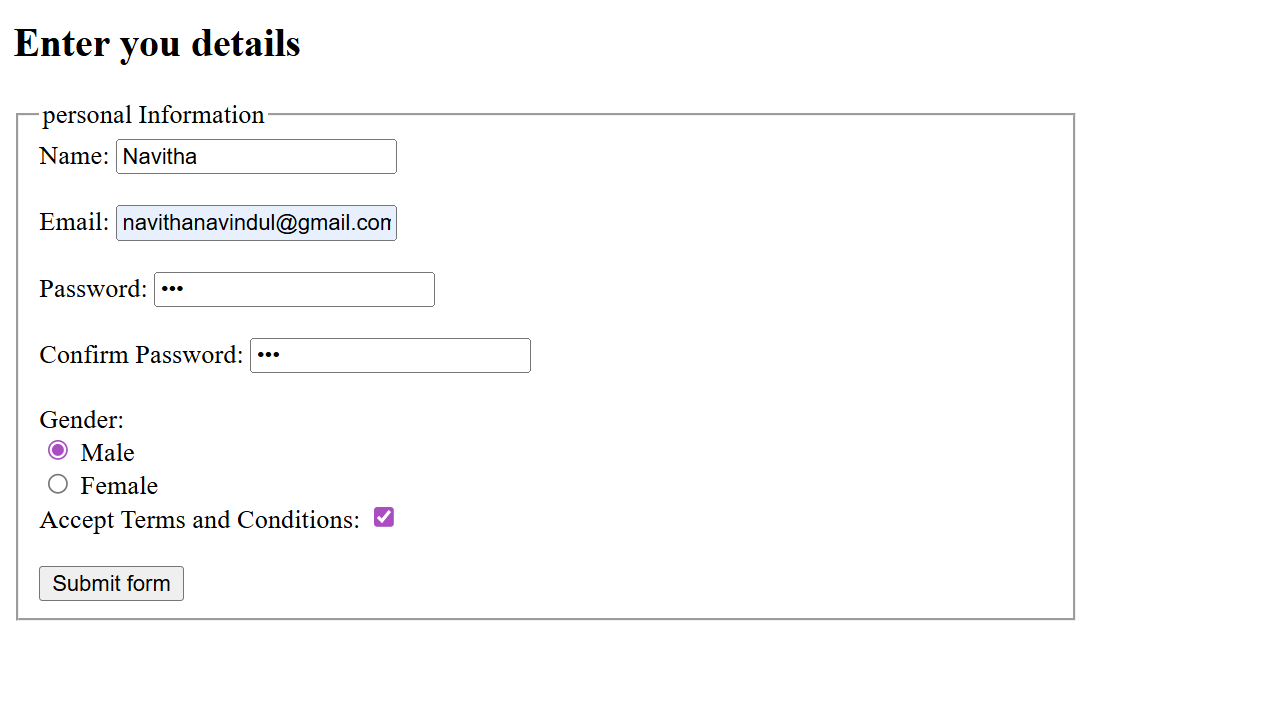 Enter you details
personal Information
Name: Navitha
Email: navithanavindul@gmail.com
Password: •••
Confirm Password: •••
Gender:
Male
Female
Accept Terms and Conditions:
Submit form